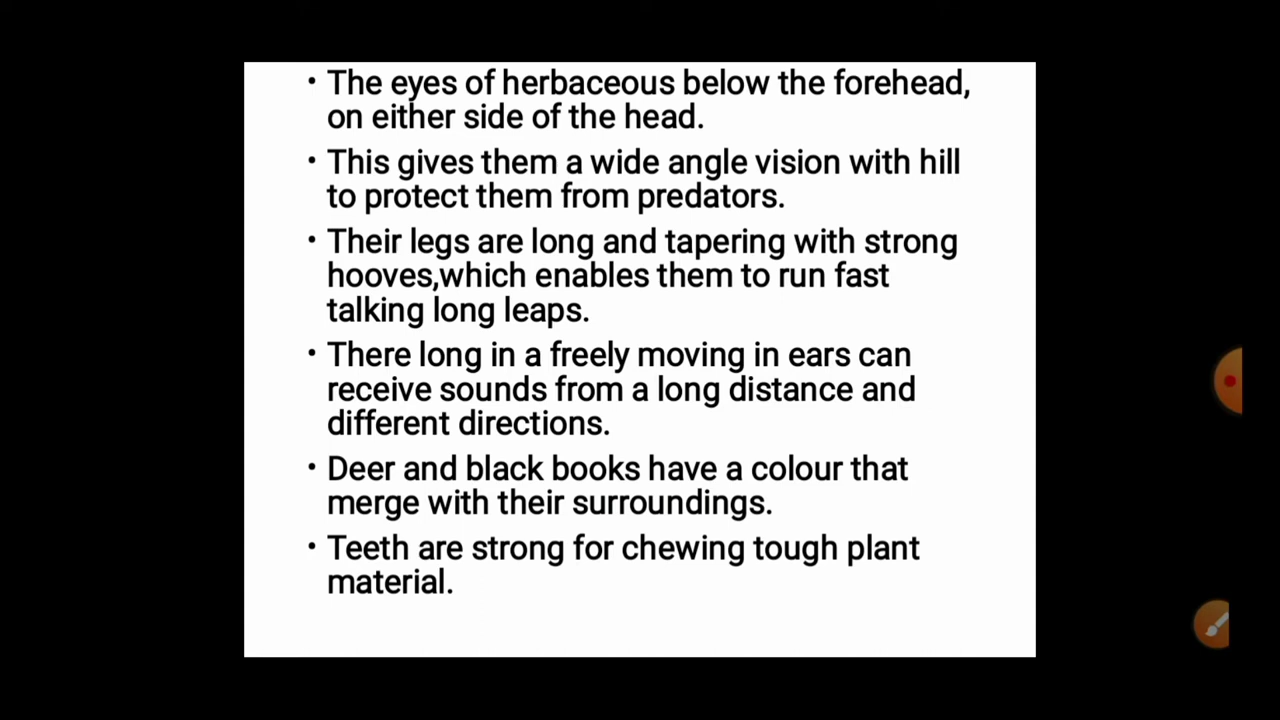 • The eyes of herbaceous below the forehead,
on either side of the head.
• This gives them a wide angle vision with hill
to protect them from predators.
• Their legs are long and tapering with strong
hooves,which enables them to run fast
talking long leaps.
• There long in a freely moving in ears can
receive sounds from a long distance and
different directions.
• Deer and black books have a colour that
merge with their surroundings.
• Teeth are strong for chewing tough plant
material.